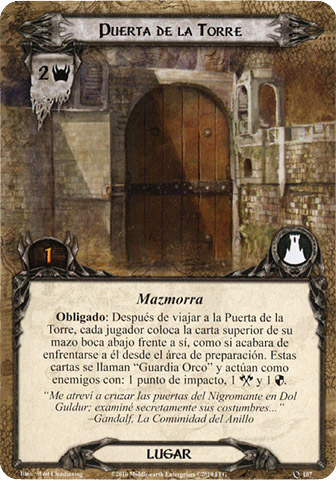 Puerta de la Torre
2
1
Mazmorra
Obligado: Después de viajar a la Puerta de la
Torre, cada jugador coloca la carta superior de su
mazo boca abajo frente a sí, como si acabara de
enfrentarse a él desde el área de preparación. Estas
cartas se llaman “Guardia Orco” y actúan como
enemigos con: 1 punto de impacto, 1 y 1.
“Me atreví a cruzar las puertas del Nigromante en Dol
Guldur; examiné secretamente sus costumbres...”
–Gandalf, La Comunidad del Anillo
LUGAR
Ilus.: West Clendinning
©2010 Middle-earth Enterprises ©2010 FFG
107